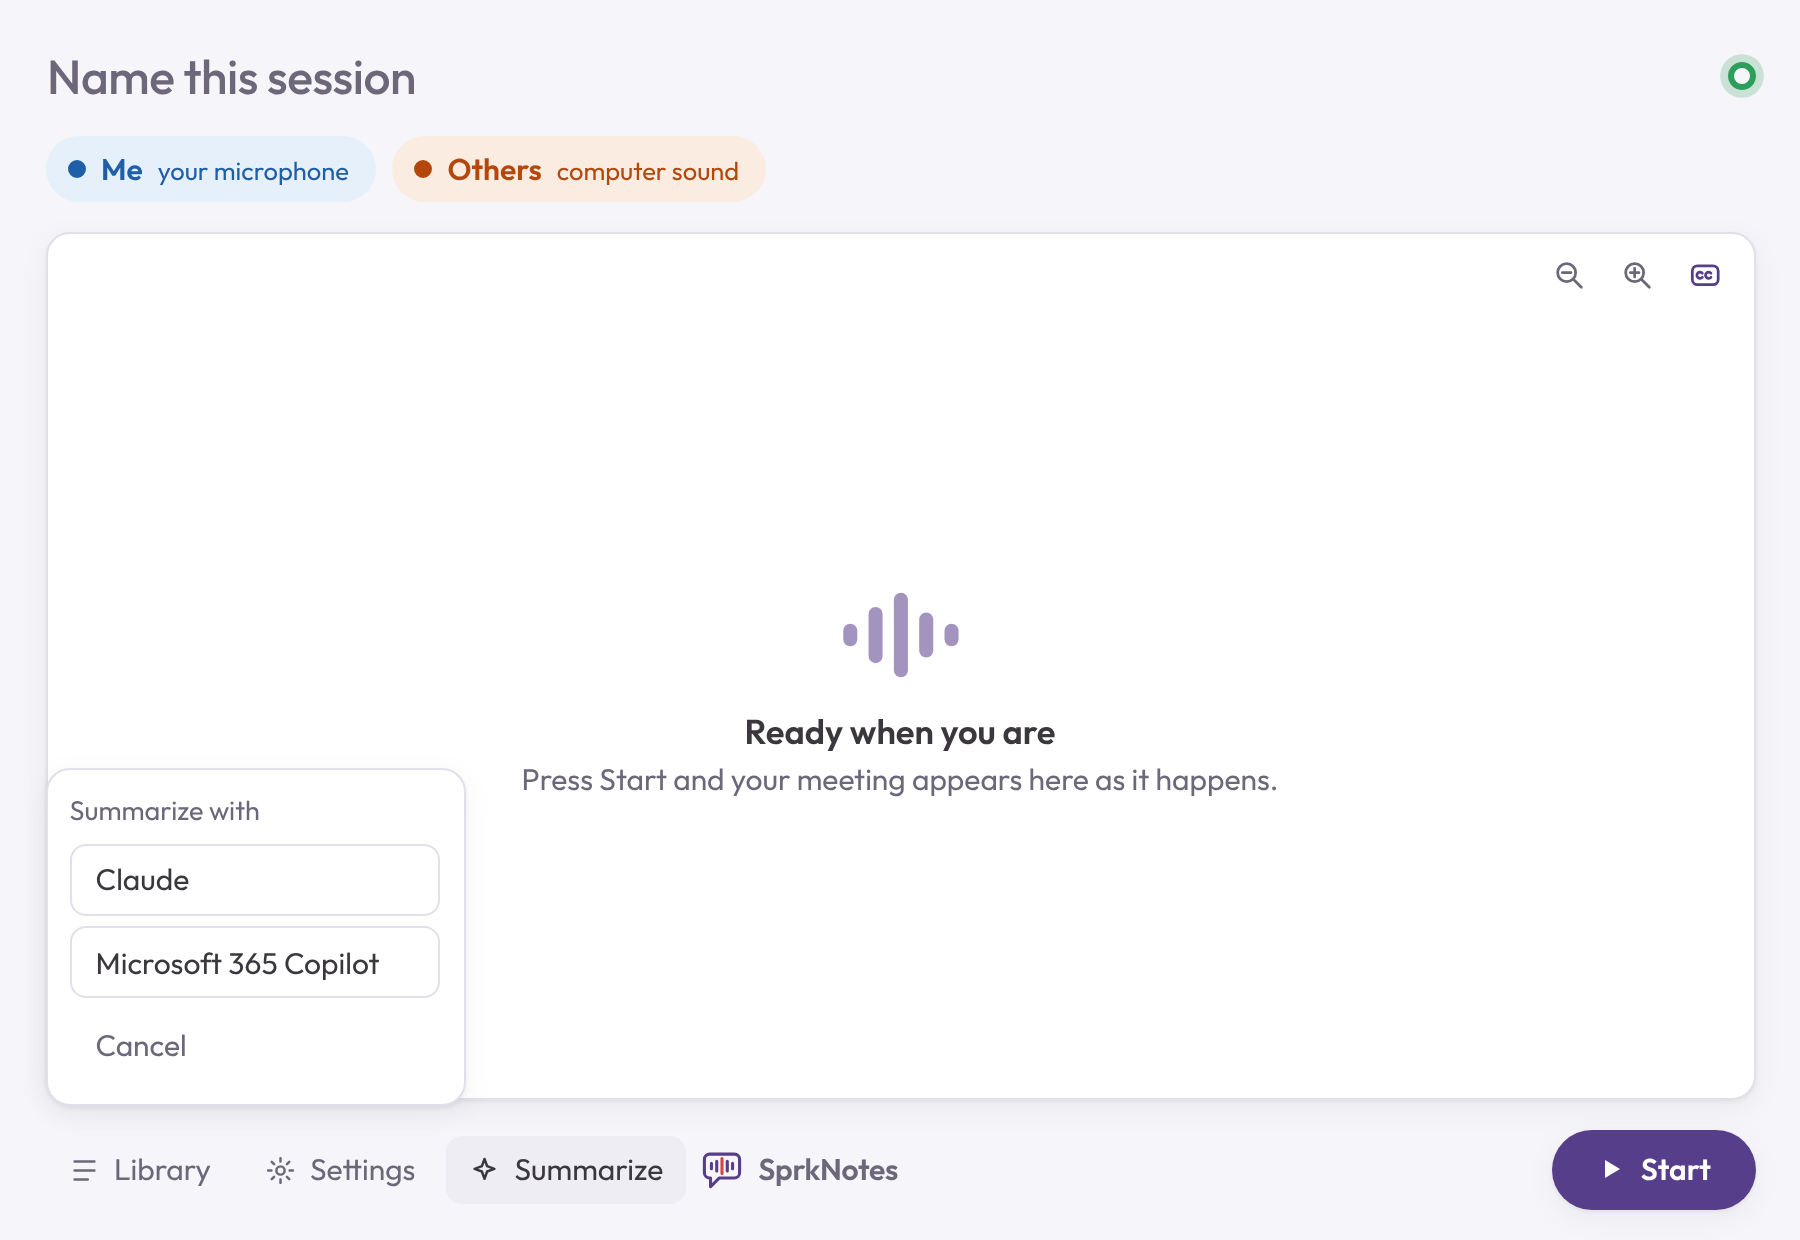 Name this session
Me your microphone
Others computer sound
CC
Ready when you are
Press Start and your meeting appears here as it happens.
Summarize with
Claude
Microsoft 365 Copilot
Cancel
Library
Settings
Summarize
SprkNotes
Start